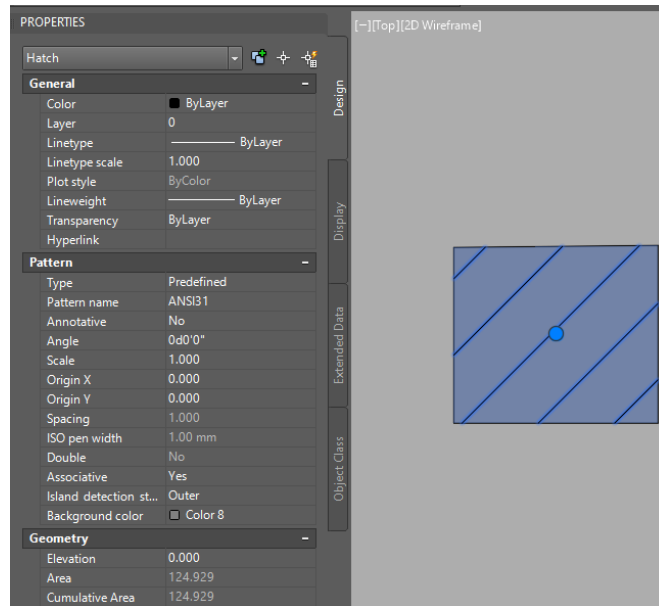 PROPERTIES
[−][Top][2D Wireframe]
Hatch
General
Color ByLayer
Layer 0
Linetype ByLayer
Linetype scale 1.000
Plot style ByColor
Lineweight ByLayer
Transparency ByLayer
Hyperlink
Pattern
Type Predefined
Pattern name ANSI31
Annotative No
Angle 0d0'0"
Scale 1.000
Origin X 0.000
Origin Y 0.000
Spacing 1.000
ISO pen width 1.00 mm
Double No
Associative Yes
Island detection st... Outer
Background color Color 8
Geometry
Elevation 0.000
Area 124.929
Cumulative Area 124.929
Design
Display
Extended Data
Object Class